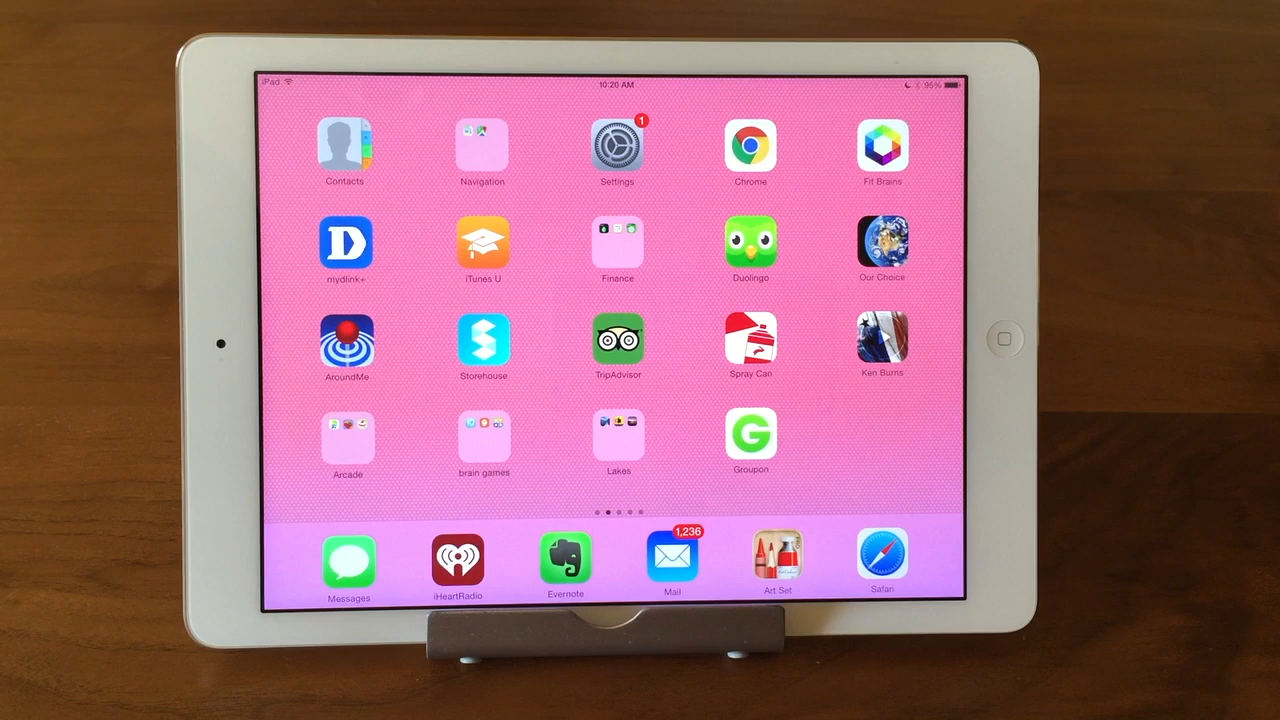 iPad 10:20 AM 95%
1
Contacts Navigation Settings Chrome Fit Brains
D
mydlink+ iTunes U Finance Duolingo Our Choice
AroundMe Storehouse TripAdvisor Spray Can Ken Burns
G
Arcade brain games Lakes Groupon
1,236
Messages iHeartRadio Evernote Mail Art Set Safari